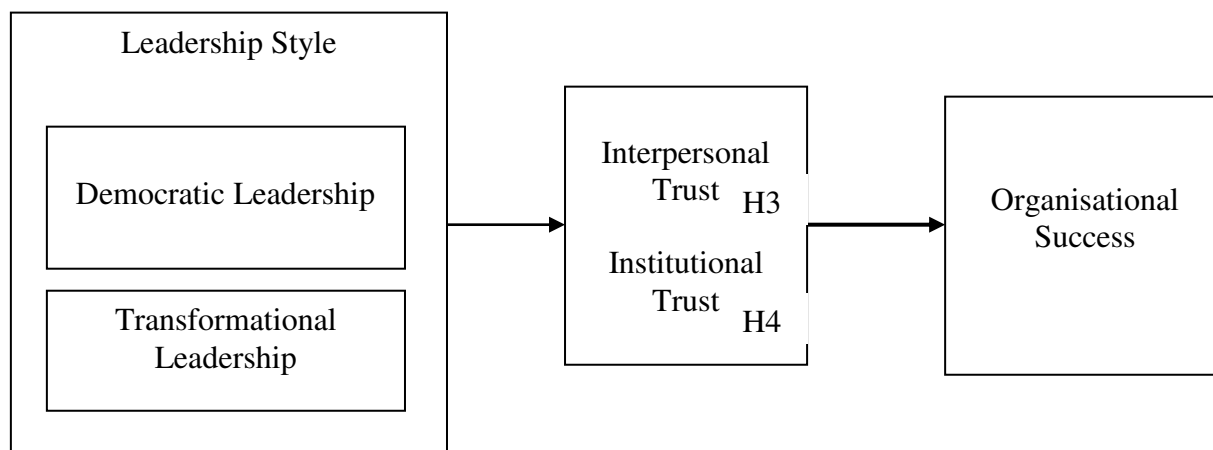 Leadership Style
Democratic Leadership
Transformational
Leadership
Interpersonal
Trust
H3
Institutional
Trust
H4
Organisational
Success